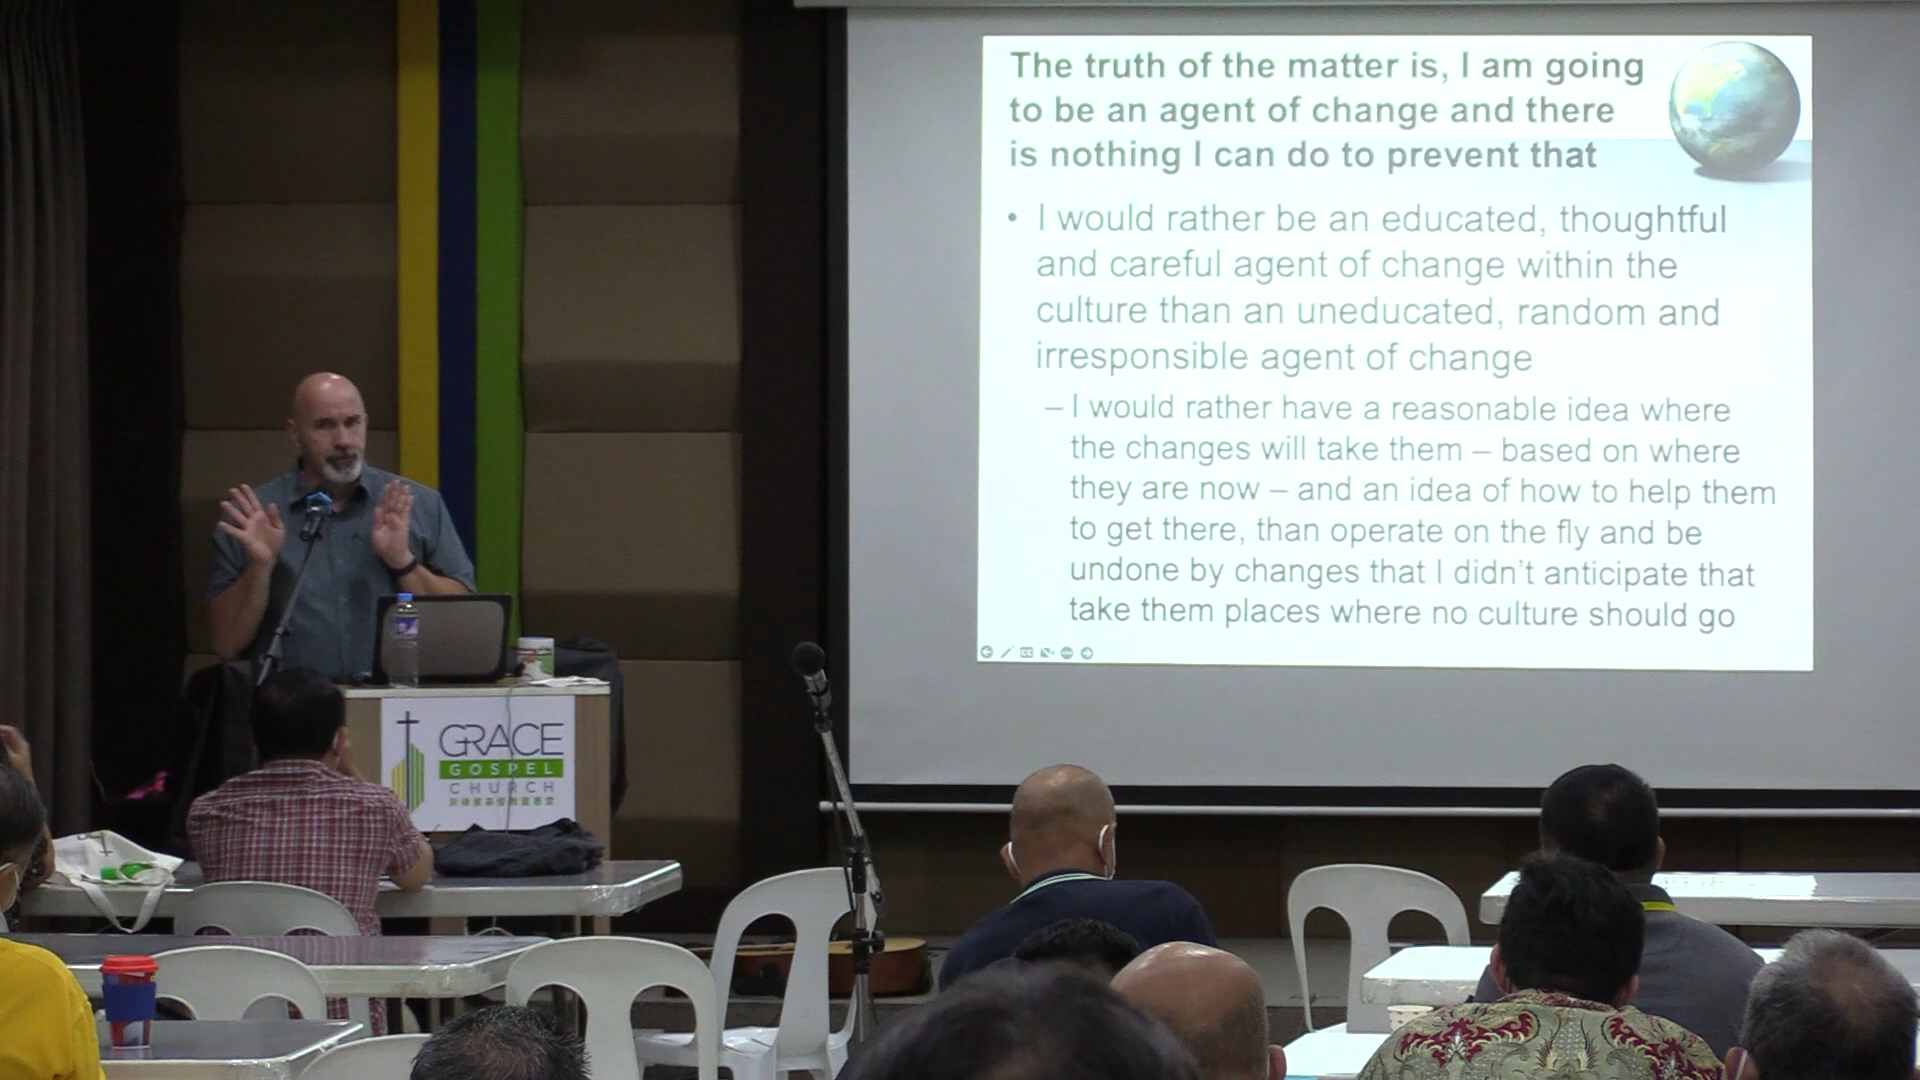 The truth of the matter is, I am going
to be an agent of change and there
is nothing I can do to prevent that
• I would rather be an educated, thoughtful
and careful agent of change within the
culture than an uneducated, random and
irresponsible agent of change
– I would rather have a reasonable idea where
the changes will take them – based on where
they are now – and an idea of how to help them
to get there, than operate on the fly and be
undone by changes that I didn't anticipate that
take them places where no culture should go
GRACE
GOSPEL
CHURCH